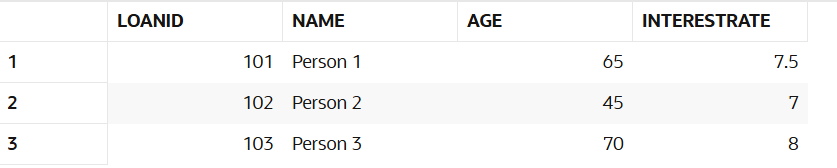 LOANID NAME AGE INTERESTRATE
1 101 Person 1 65 7.5
2 102 Person 2 45 7
3 103 Person 3 70 8